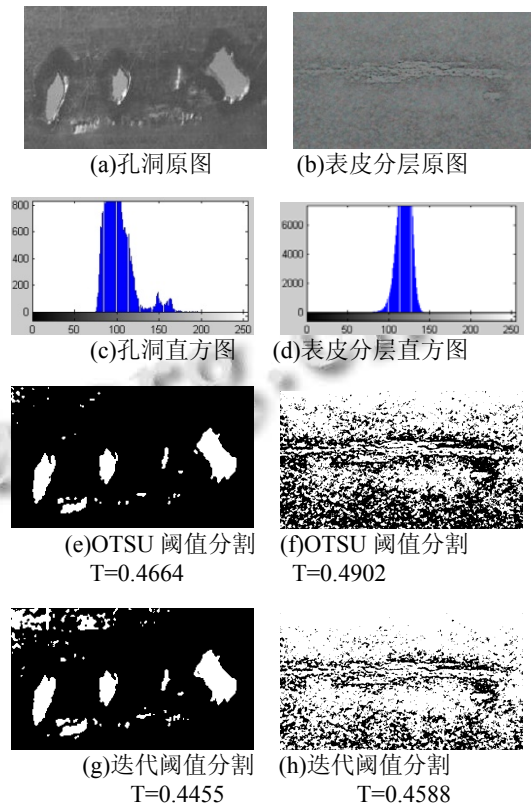 (a)孔洞原图 (b)表皮分层原图
800
600
400
200
0
0 50 100 150 200 250
6000
4000
2000
0
0 50 100 150 200 250
(c)孔洞直方图 (d)表皮分层直方图
(e)OTSU 阈值分割 (f)OTSU 阈值分割
T=0.4664 T=0.4902
(g)迭代阈值分割 (h)迭代阈值分割
T=0.4455 T=0.4588